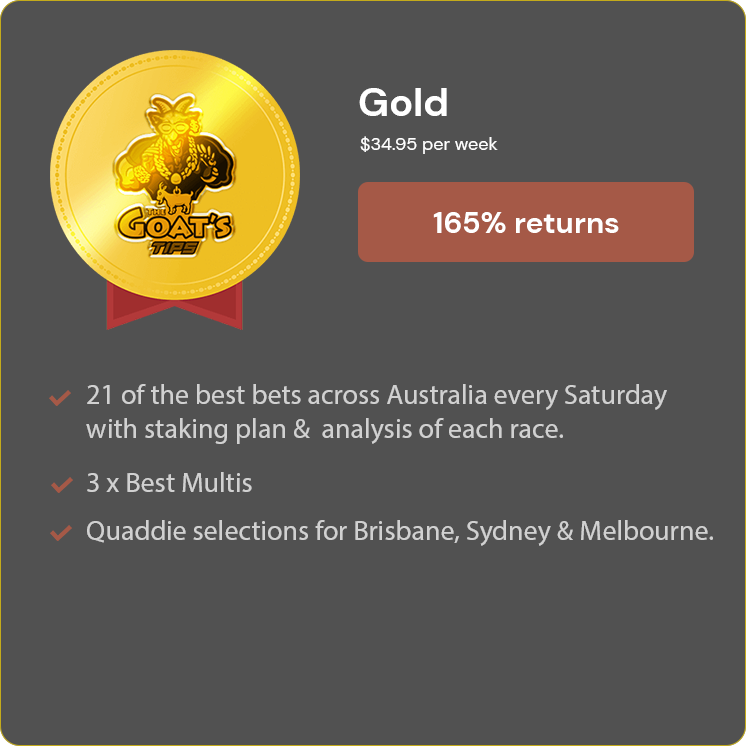 Gold
$34.95 per week
THE
GOAT'S
TIPS
165% returns
21 of the best bets across Australia every Saturday
with staking plan &  analysis of each race.
3 x Best Multis
Quaddie selections for Brisbane, Sydney & Melbourne.